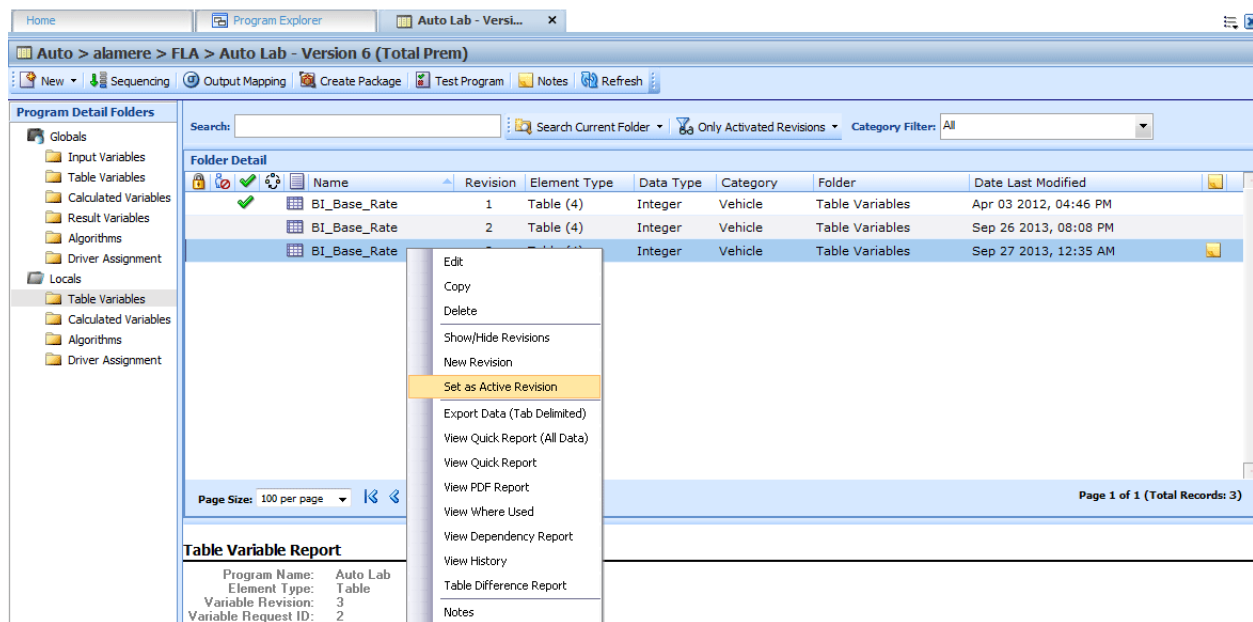 Home Program Explorer Auto Lab - Versi... x
Auto > alamere > FLA > Auto Lab - Version 6 (Total Prem)
New Sequencing Output Mapping Create Package Test Program Notes Refresh
Program Detail Folders
Globals
Input Variables
Table Variables
Calculated Variables
Result Variables
Algorithms
Driver Assignment
Locals
Table Variables
Calculated Variables
Algorithms
Driver Assignment
Search: Search Current Folder Only Activated Revisions Category Filter: All
Folder Detail
Name Revision Element Type Data Type Category Folder Date Last Modified
BI_Base_Rate 1 Table (4) Integer Vehicle Table Variables Apr 03 2012, 04:46 PM
BI_Base_Rate 2 Table (4) Integer Vehicle Table Variables Sep 26 2013, 08:08 PM
BI_Base_Rate Integer Vehicle Table Variables Sep 27 2013, 12:35 AM
Edit
Copy
Delete
Show/Hide Revisions
New Revision
Set as Active Revision
Export Data (Tab Delimited)
View Quick Report (All Data)
View Quick Report
View PDF Report
View Where Used
View Dependency Report
View History
Table Difference Report
Notes
Page Size: 100 per page Page 1 of 1 (Total Records: 3)
Table Variable Report
Program Name: Auto Lab
Element Type: Table
Variable Revision: 3
Variable Request ID: 2